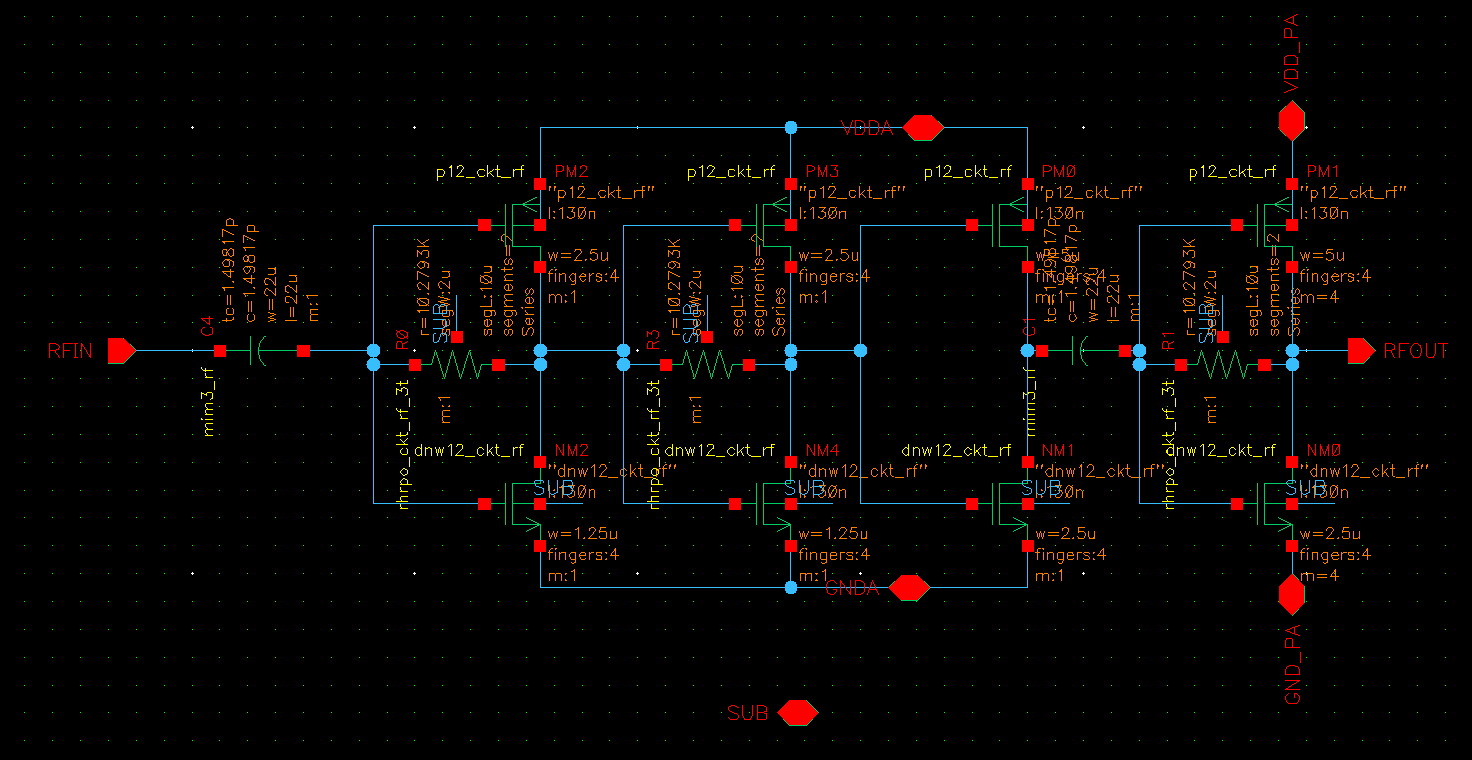 VDD_PA
VDDA
p12_ckt_rf
PM2
"p12_ckt_rf"
l:130n
w=2.5u
fingers:4
m:1
p12_ckt_rf
PM3
"p12_ckt_rf"
l:130n
w=2.5u
fingers:4
m:1
p12_ckt_rf
PM0
"p12_ckt_rf"
l:130n
fingers:4
m:1
p12_ckt_rf
PM1
"p12_ckt_rf"
l:130n
w=5u
fingers:4
m=4
RFIN
C4
tc=1.49817p
c=1.49817p
w=22u
l=22u
m:1
mim3_rf
R0
r=10.2793K
segW:2u
SUB
segL:10u
segments=2
Series
m:1
rhrpo_ckt_rf_3t
R3
r=10.2793K
segW:2u
SUB
segL:10u
segments=2
Series
m:1
rhrpo_ckt_rf_3t
C1
tc=1.49817p
c=1.49817p
w=22u
l=22u
m:1
mim3_rf
R1
r=10.2793K
segW:2u
SUB
segL:10u
segments=2
Series
m:1
rhrpo_ckt_rf_3t
RFOUT
dnw12_ckt_rf
NM2
"dnw12_ckt_rf"
SUB
l:130n
w=1.25u
fingers:4
m:1
dnw12_ckt_rf
NM4
"dnw12_ckt_rf"
SUB
l:130n
w=1.25u
fingers:4
m:1
dnw12_ckt_rf
NM1
"dnw12_ckt_rf"
SUB
l:130n
w=2.5u
fingers:4
m:1
dnw12_ckt_rf
NM0
"dnw12_ckt_rf"
SUB
l:130n
w=2.5u
fingers:4
m=4
GNDA
GND_PA
SUB